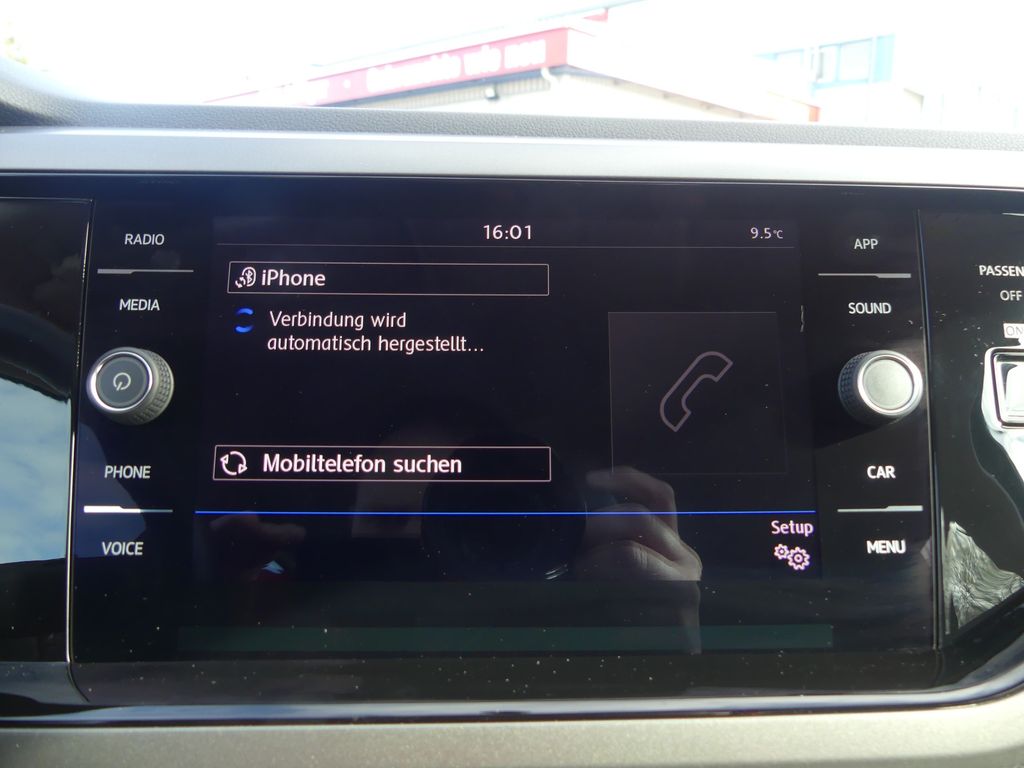 RADIO
MEDIA
PHONE
VOICE
16:01
9.5°C
iPhone
Verbindung wird
automatisch hergestellt...
Mobiltelefon suchen
Setup
APP
SOUND
CAR
MENU
PASSEN
OFF
ON